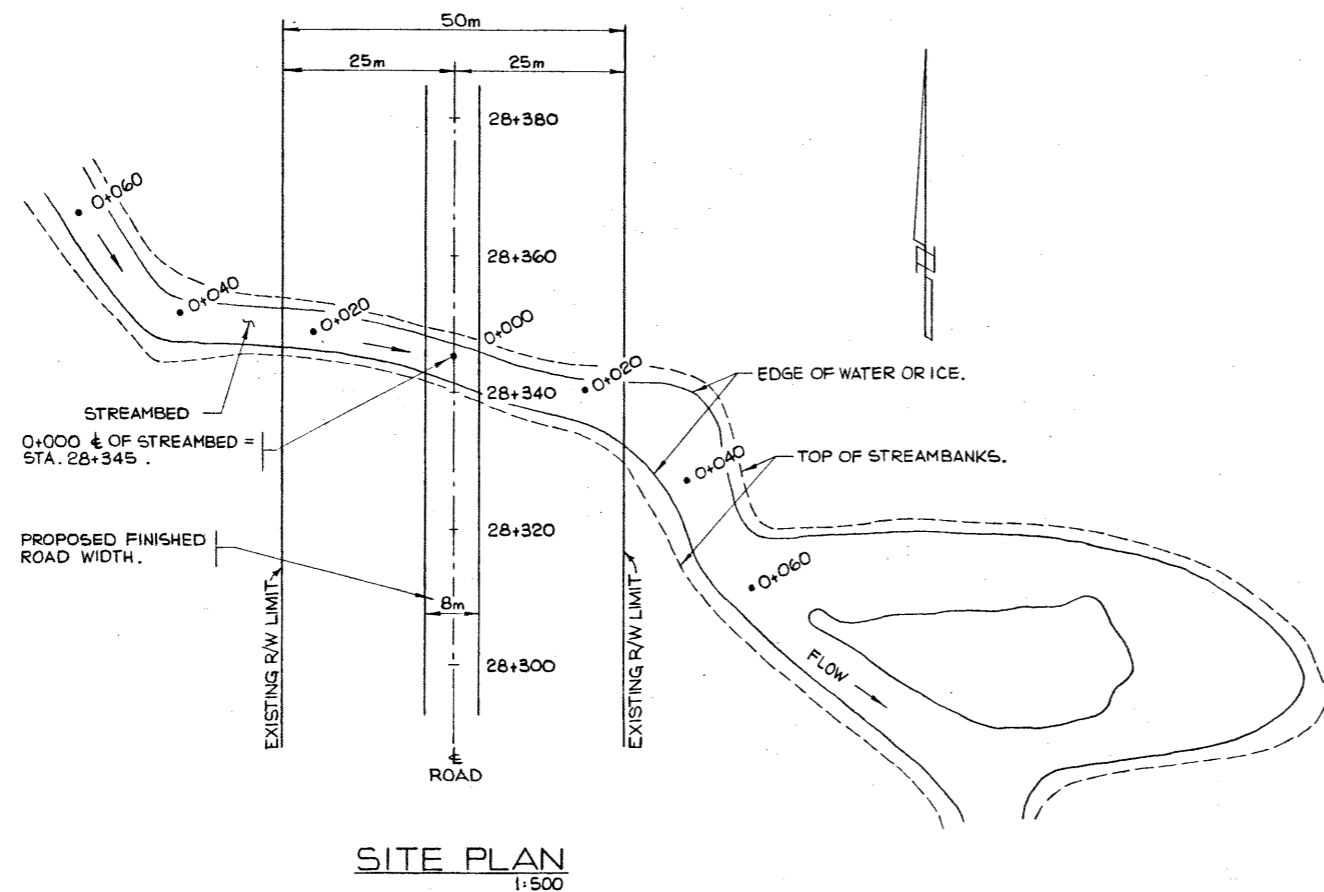 50m
25m
25m
28+380
0+060
28+360
0+040
0+020
0+000
28+340
0+020
EDGE OF WATER OR ICE.
STREAMBED
0+000 ℄ OF STREAMBED =
STA. 28+345 .
0+040
TOP OF STREAMBANKS.
28+320
PROPOSED FINISHED
ROAD WIDTH.
0+060
8m
EXISTING R/W LIMIT
EXISTING R/W LIMIT
28+300
FLOW
℄
ROAD
SITE PLAN
1:500